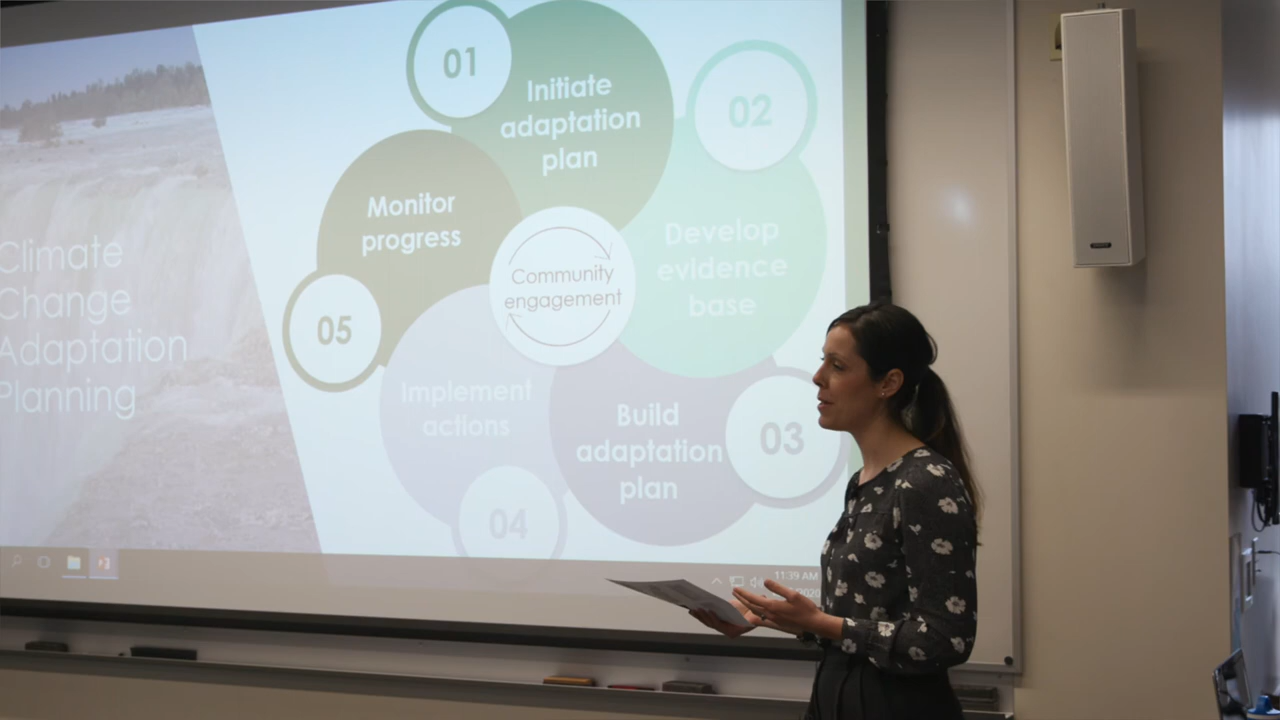 Climate
Change
Adaptation
Planning
01
Initiate
adaptation
plan
02
Develop
evidence
base
03
Build
adaptation
plan
04
Implement
actions
05
Monitor
progress
Community
engagement
11:39 AM